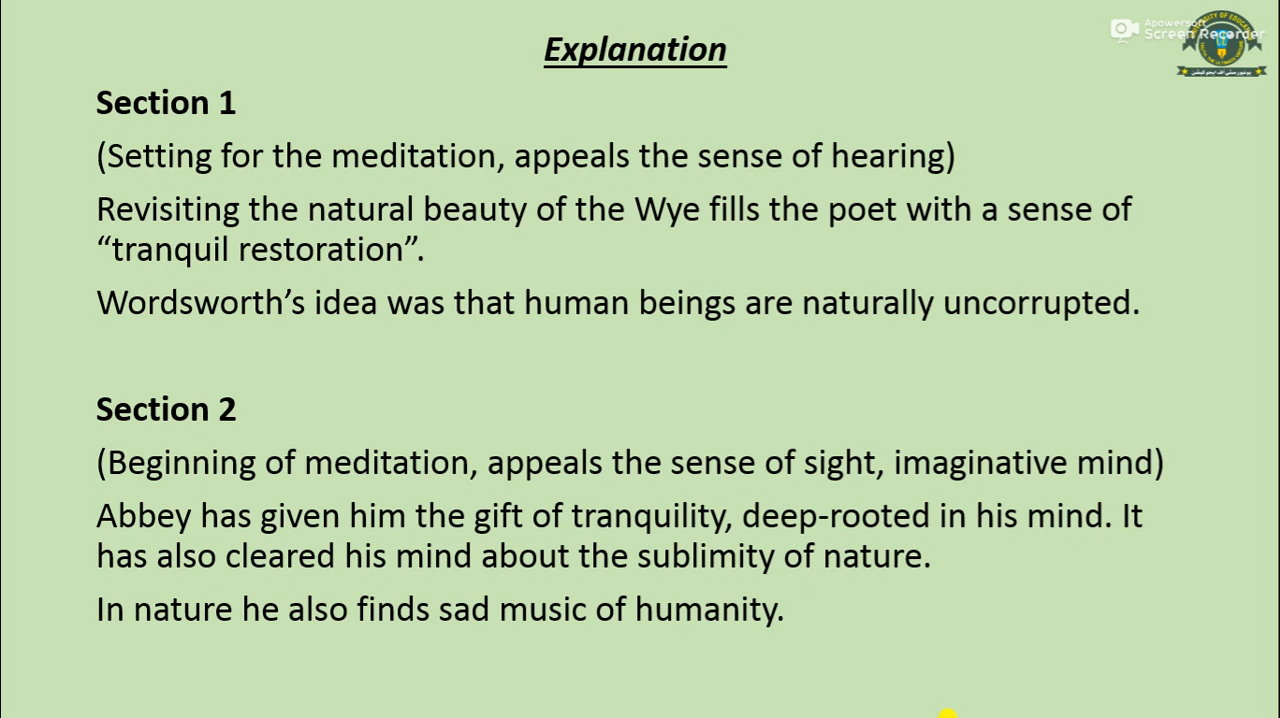 Explanation
Apowersoft
Screen Recorder
Section 1
(Setting for the meditation, appeals the sense of hearing)
Revisiting the natural beauty of the Wye fills the poet with a sense of
“tranquil restoration”.
Wordsworth’s idea was that human beings are naturally uncorrupted.
Section 2
(Beginning of meditation, appeals the sense of sight, imaginative mind)
Abbey has given him the gift of tranquility, deep-rooted in his mind. It
has also cleared his mind about the sublimity of nature.
In nature he also finds sad music of humanity.